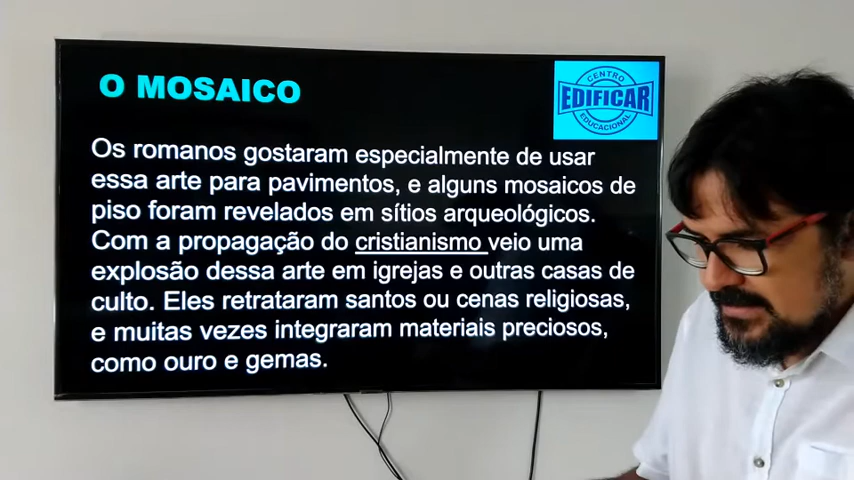 O MOSAICO
CENTRO
EDIFICAR
EDUCACIONAL
Os romanos gostaram especialmente de usar
essa arte para pavimentos, e alguns mosaicos de
piso foram revelados em sítios arqueológicos.
Com a propagação do cristianismo veio uma
explosão dessa arte em igrejas e outras casas de
culto. Eles retrataram santos ou cenas religiosas,
e muitas vezes integraram materiais preciosos,
como ouro e gemas.